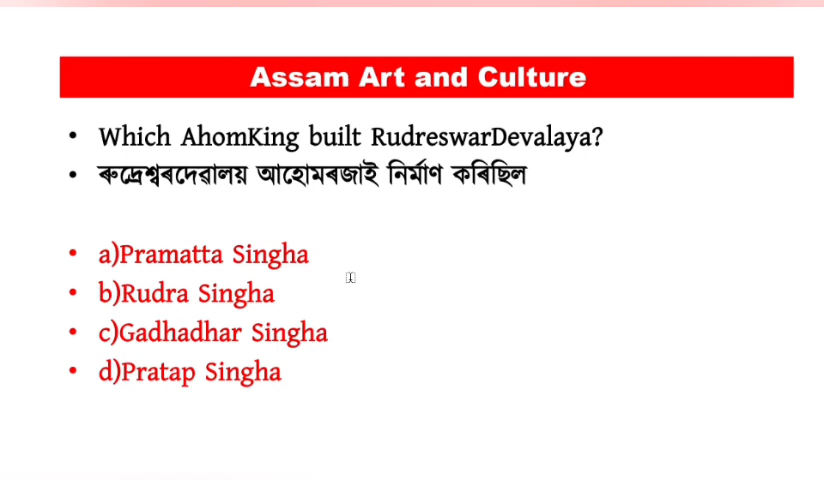 Assam Art and Culture
• Which AhomKing built RudreswarDevalaya?
• ৰুদ্ৰেশ্বৰদেৱালয় আহোমৰজাই নিৰ্মাণ কৰিছিল
• a)Pramatta Singha
• b)Rudra Singha
• c)Gadhadhar Singha
• d)Pratap Singha